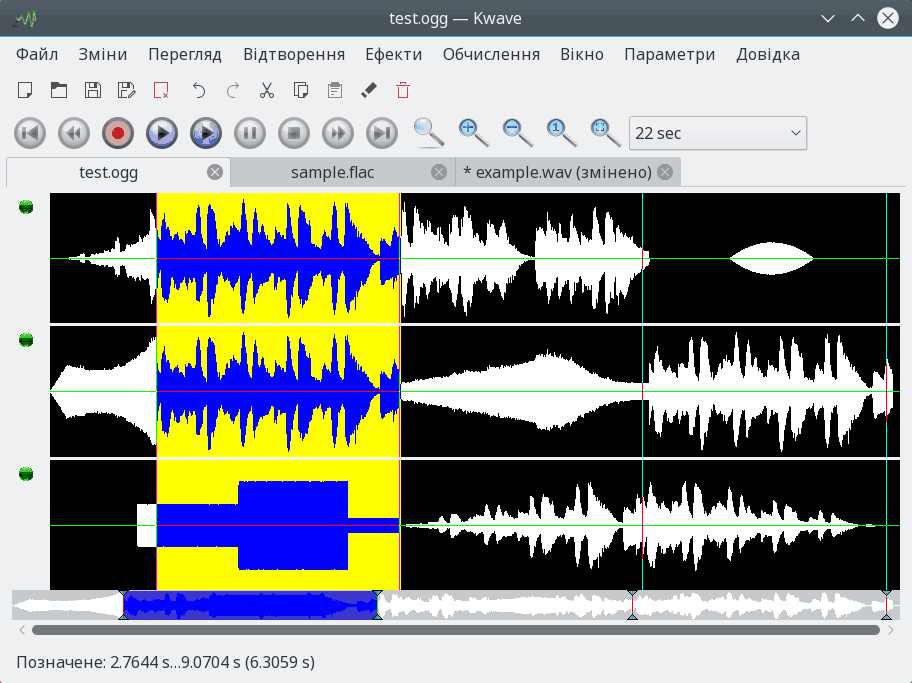 test.ogg — Kwave
Файл Зміни Перегляд Відтворення Ефекти Обчислення Вікно Параметри Довідка
22 sec
test.ogg sample.flac * example.wav (змінено)
Позначене: 2.7644 s...9.0704 s (6.3059 s)